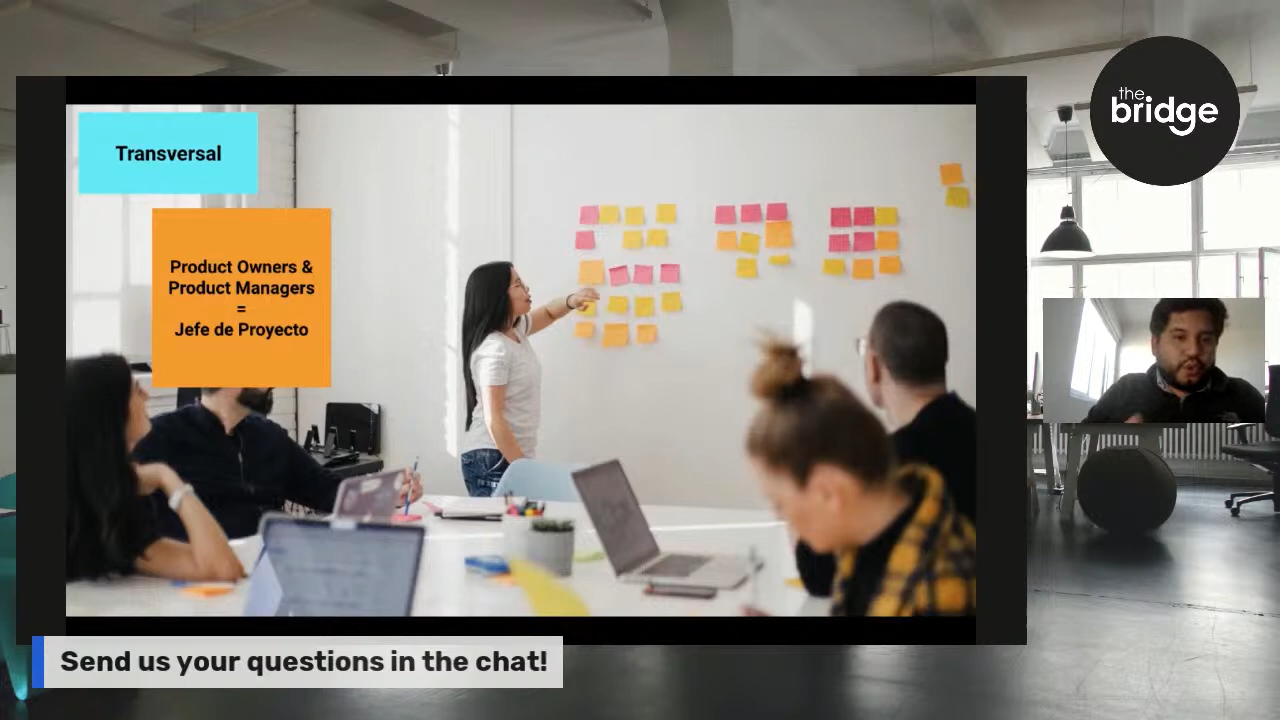 Transversal
Product Owners &
Product Managers
=
Jefe de Proyecto
the
bridge
Send us your questions in the chat!